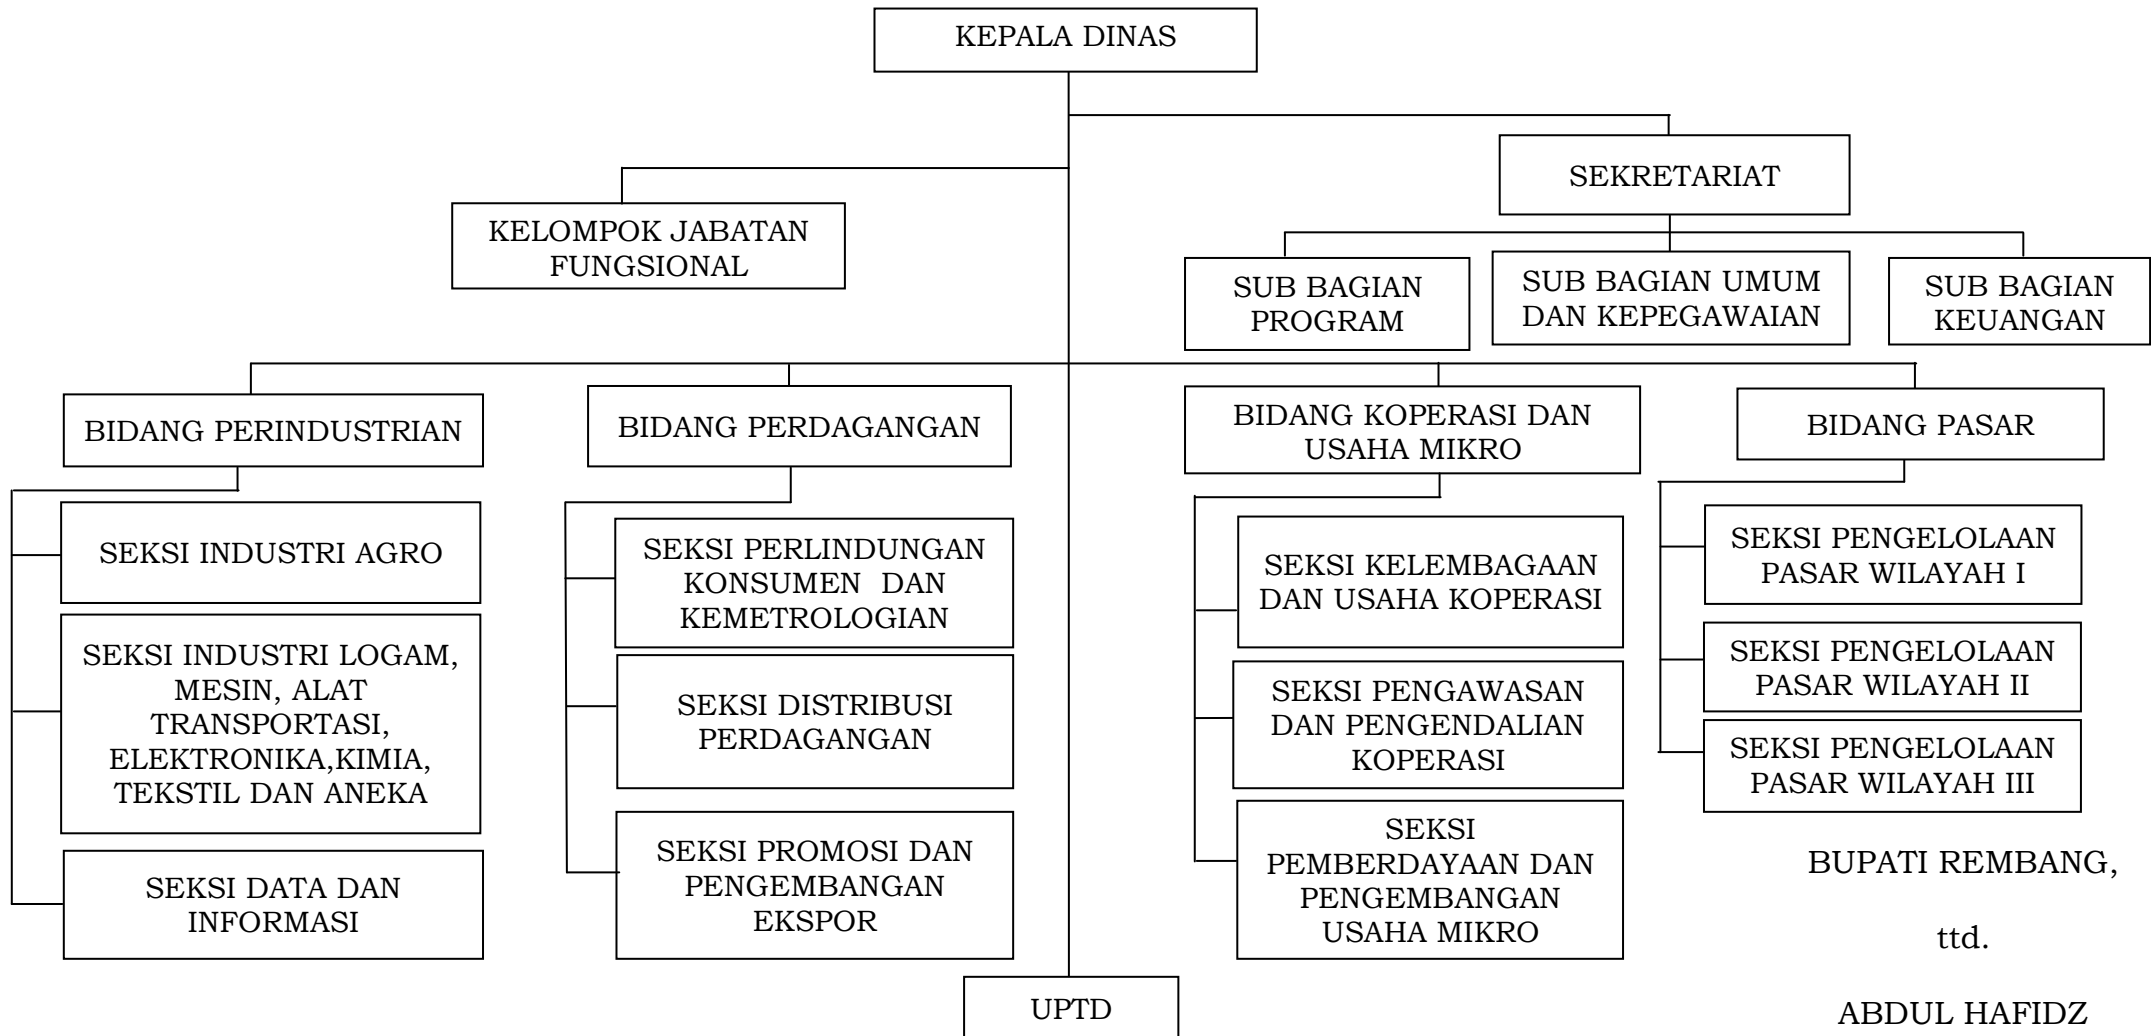 KEPALA DINAS
SEKRETARIAT
KELOMPOK JABATAN
FUNGSIONAL
SUB BAGIAN
PROGRAM
SUB BAGIAN UMUM
DAN KEPEGAWAIAN
SUB BAGIAN
KEUANGAN
BIDANG PERINDUSTRIAN
SEKSI INDUSTRI AGRO
SEKSI INDUSTRI LOGAM,
MESIN, ALAT
TRANSPORTASI,
ELEKTRONIKA,KIMIA,
TEKSTIL DAN ANEKA
SEKSI DATA DAN
INFORMASI
BIDANG PERDAGANGAN
SEKSI PERLINDUNGAN
KONSUMEN  DAN
KEMETROLOGIAN
SEKSI DISTRIBUSI
PERDAGANGAN
SEKSI PROMOSI DAN
PENGEMBANGAN
EKSPOR
BIDANG KOPERASI DAN
USAHA MIKRO
SEKSI KELEMBAGAAN
DAN USAHA KOPERASI
SEKSI PENGAWASAN
DAN PENGENDALIAN
KOPERASI
SEKSI
PEMBERDAYAAN DAN
PENGEMBANGAN
USAHA MIKRO
BIDANG PASAR
SEKSI PENGELOLAAN
PASAR WILAYAH I
SEKSI PENGELOLAAN
PASAR WILAYAH II
SEKSI PENGELOLAAN
PASAR WILAYAH III
UPTD
BUPATI REMBANG,
ttd.
ABDUL HAFIDZ